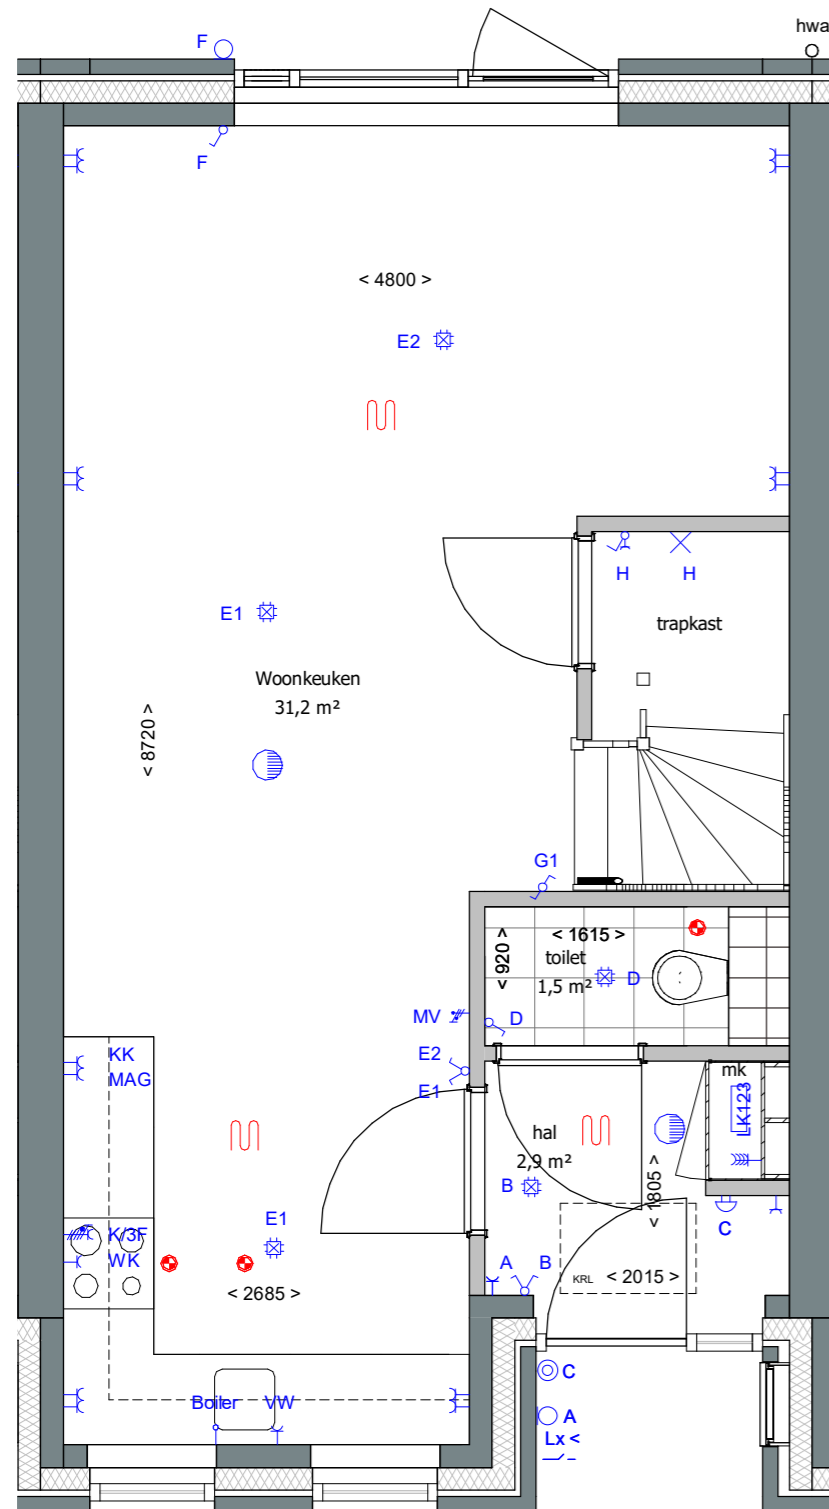 hwa
F
F
< 4800 >
E2
H
H
trapkast
E1
Woonkeuken
31,2 m²
< 8720 >
G1
< 920 >
< 1615 >
toilet
1,5 m²
D
MV
D
E2
KK
MAG
E1
mk
LK123
hal
2,9 m²
< 1805 >
B
C
E1
K/3F
WK
A
B
KRL
< 2015 >
< 2685 >
C
Boiler
VW
A
Lx <